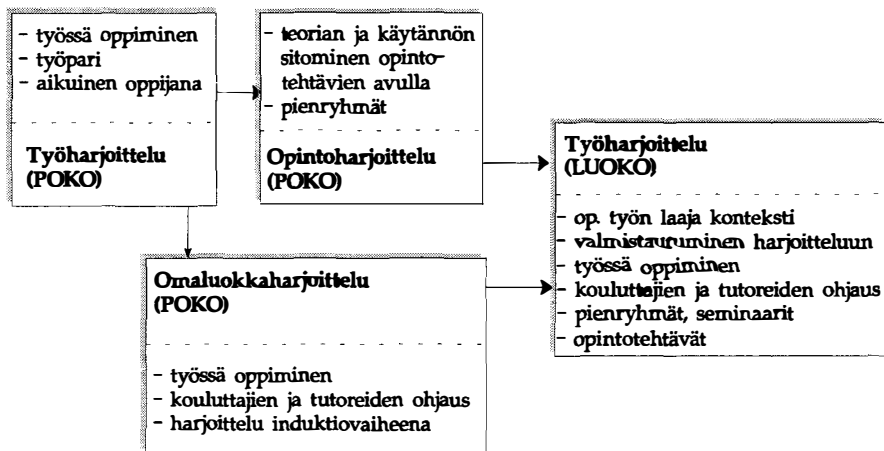 - työssä oppiminen
- työpari
- aikuinen oppijana
Työharjoittelu
(POKO)
- teorian ja käytännön
sitominen opinto-
tehtävien avulla
- pienryhmät
Opintoharjoittelu
(POKO)
Omaluokkaharjoittelu
(POKO)
- työssä oppiminen
- kouluttajien ja tutoreiden ohjaus
- harjoittelu induktiovaiheena
Työharjoittelu
(LUOKO)
- op. työn laaja konteksti
- valmistautuminen harjoitteluun
- työssä oppiminen
- kouluttajien ja tutoreiden ohjaus
- pienryhmät, seminaarit
- opintotehtävät